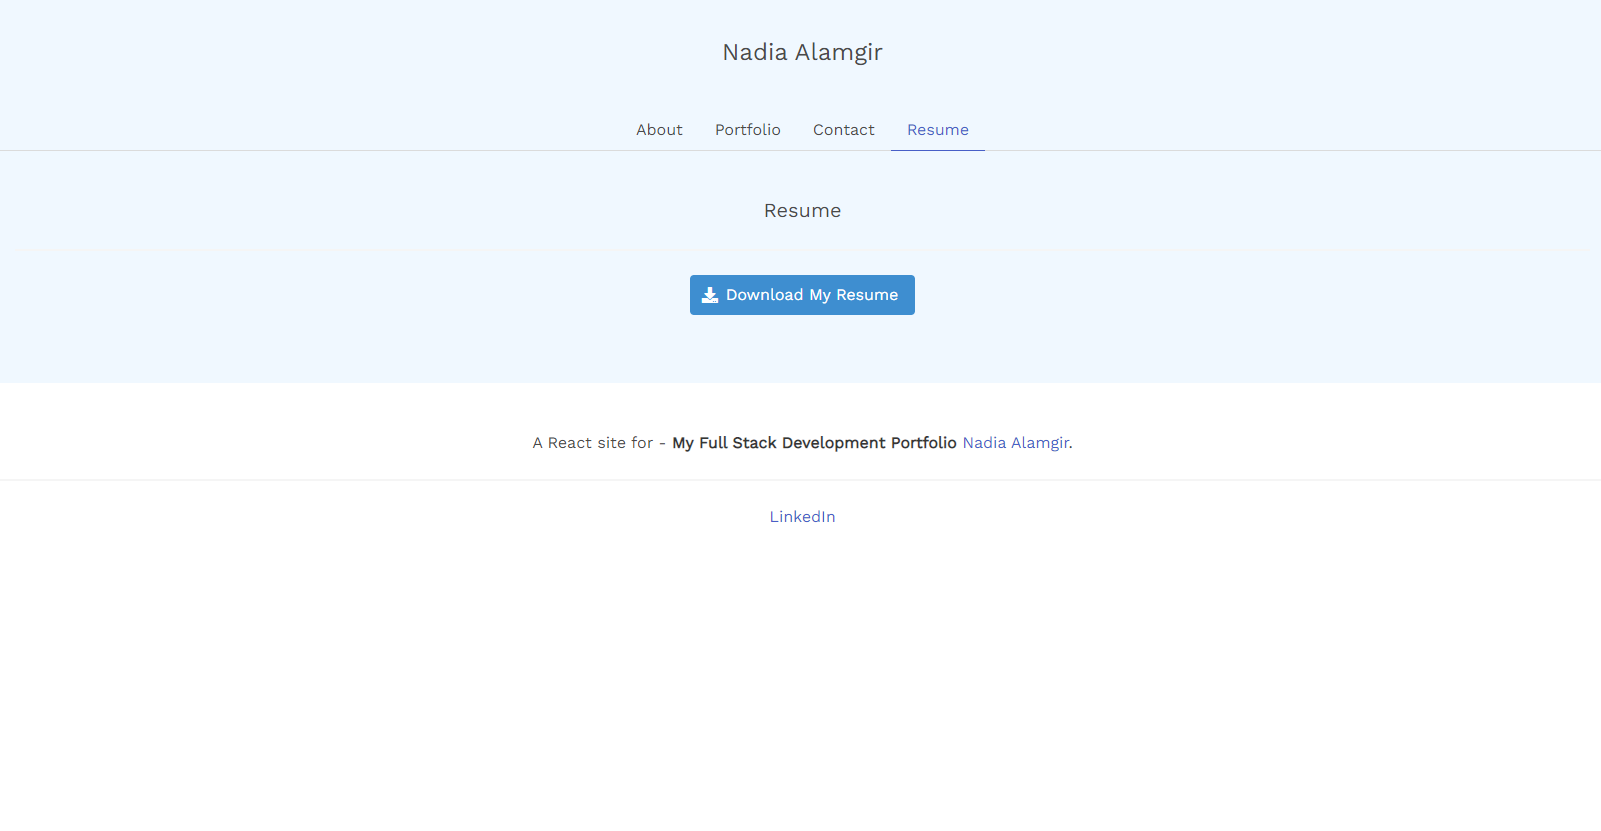 Nadia Alamgir
About Portfolio Contact Resume
Resume
Download My Resume
A React site for - My Full Stack Development Portfolio Nadia Alamgir.
LinkedIn